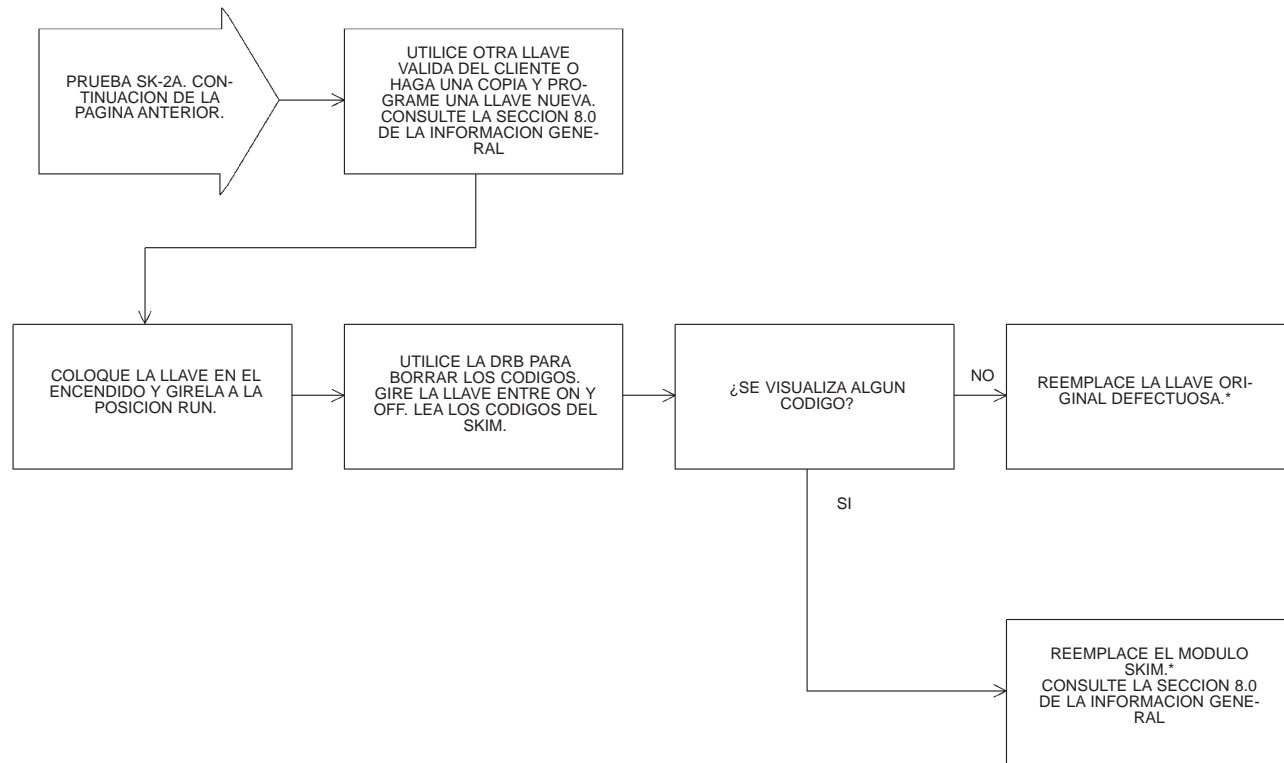 PRUEBA SK-2A. CON-
TINUACION DE LA
PAGINA ANTERIOR.
UTILICE OTRA LLAVE
VALIDA DEL CLIENTE O
HAGA UNA COPIA Y PRO-
GRAME UNA LLAVE NUEVA.
CONSULTE LA SECCION 8.0
DE LA INFORMACION GENE-
RAL
COLOQUE LA LLAVE EN EL
ENCENDIDO Y GIRELA A LA
POSICION RUN.
UTILICE LA DRB PARA
BORRAR LOS CODIGOS.
GIRE LA LLAVE ENTRE ON Y
OFF. LEA LOS CODIGOS DEL
SKIM.
¿SE VISUALIZA ALGUN
CODIGO?
NO
REEMPLACE LA LLAVE ORI-
GINAL DEFECTUOSA.*
SI
REEMPLACE EL MODULO
SKIM.*
CONSULTE LA SECCION 8.0
DE LA INFORMACION GENE-
RAL